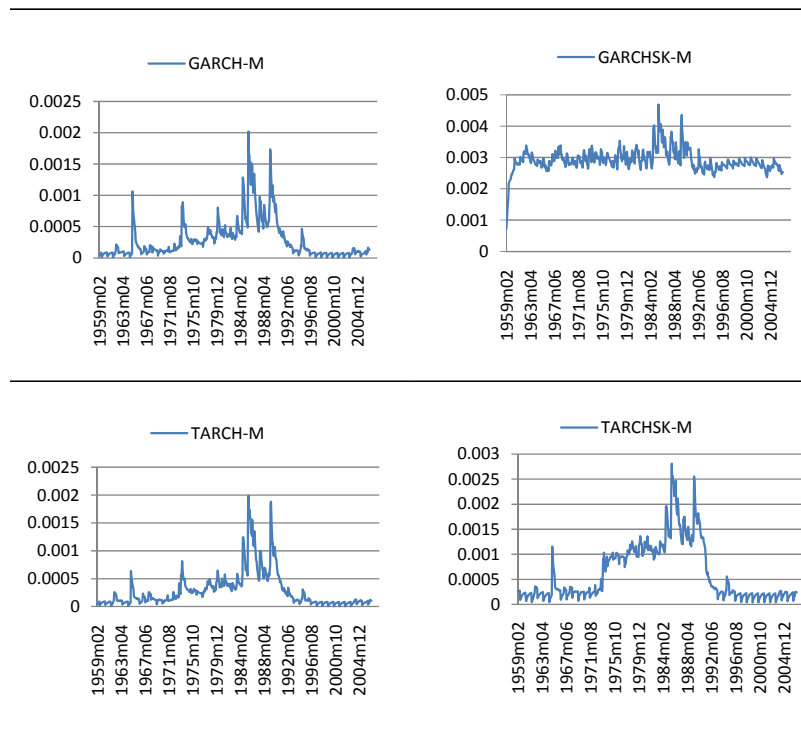 GARCH-M
0.0025
0.002
0.0015
0.001
0.0005
0
1959m02
1963m04
1967m06
1971m08
1975m10
1979m12
1984m02
1988m04
1992m06
1996m08
2000m10
2004m12
GARCHSK-M
0.005
0.004
0.003
0.002
0.001
0
1959m02
1963m04
1967m06
1971m08
1975m10
1979m12
1984m02
1988m04
1992m06
1996m08
2000m10
2004m12
TARCH-M
0.0025
0.002
0.0015
0.001
0.0005
0
1959m02
1963m04
1967m06
1971m08
1975m10
1979m12
1984m02
1988m04
1992m06
1996m08
2000m10
2004m12
TARCHSK-M
0.003
0.0025
0.002
0.0015
0.001
0.0005
0
1959m02
1963m04
1967m06
1971m08
1975m10
1979m12
1984m02
1988m04
1992m06
1996m08
2000m10
2004m12